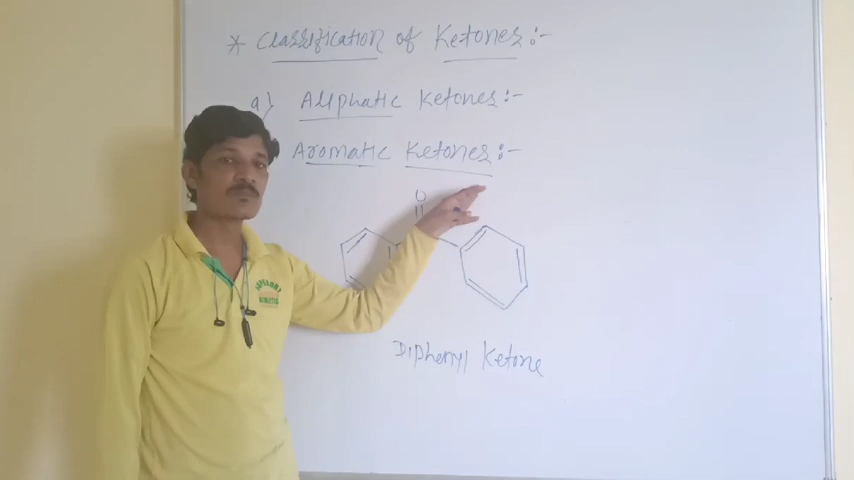 * Classification of Ketones :-
a) Aliphatic Ketones :-
Aromatic Ketones :-
O
Diphenyl Ketone